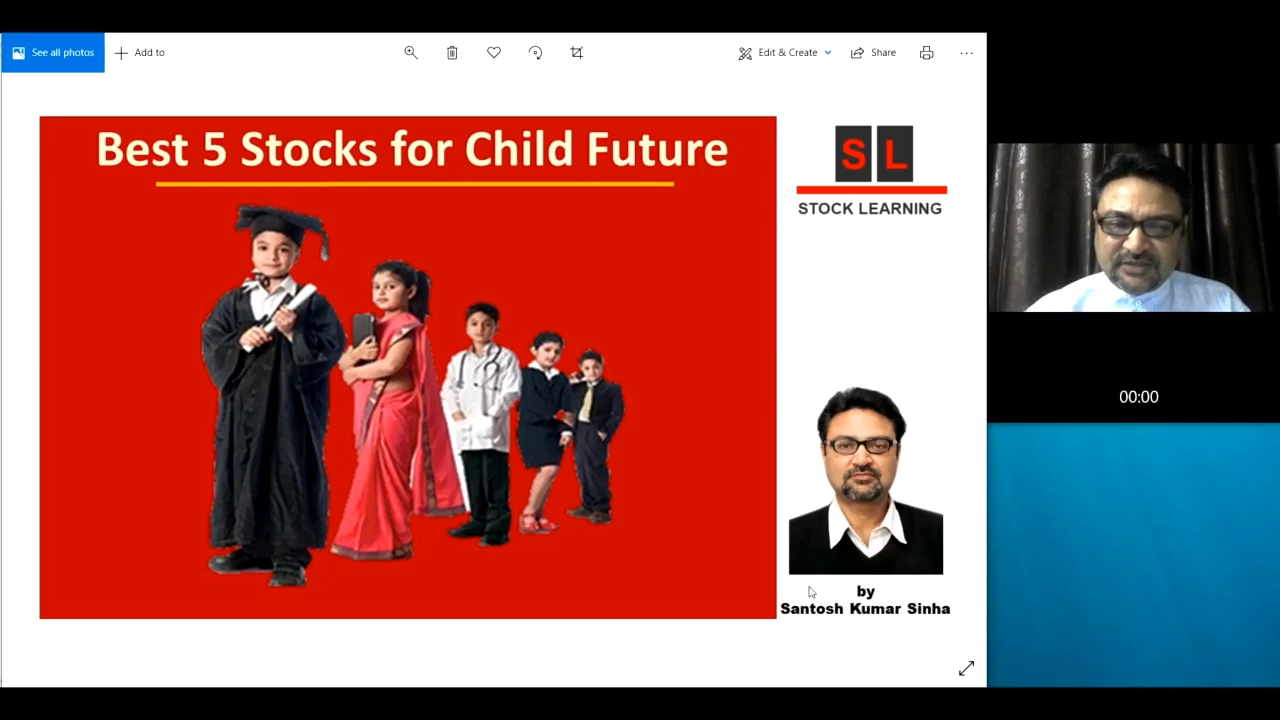 See all photos
Add to
Edit & Create
Share
Best 5 Stocks for Child Future
S L
STOCK LEARNING
00:00
by
Santosh Kumar Sinha